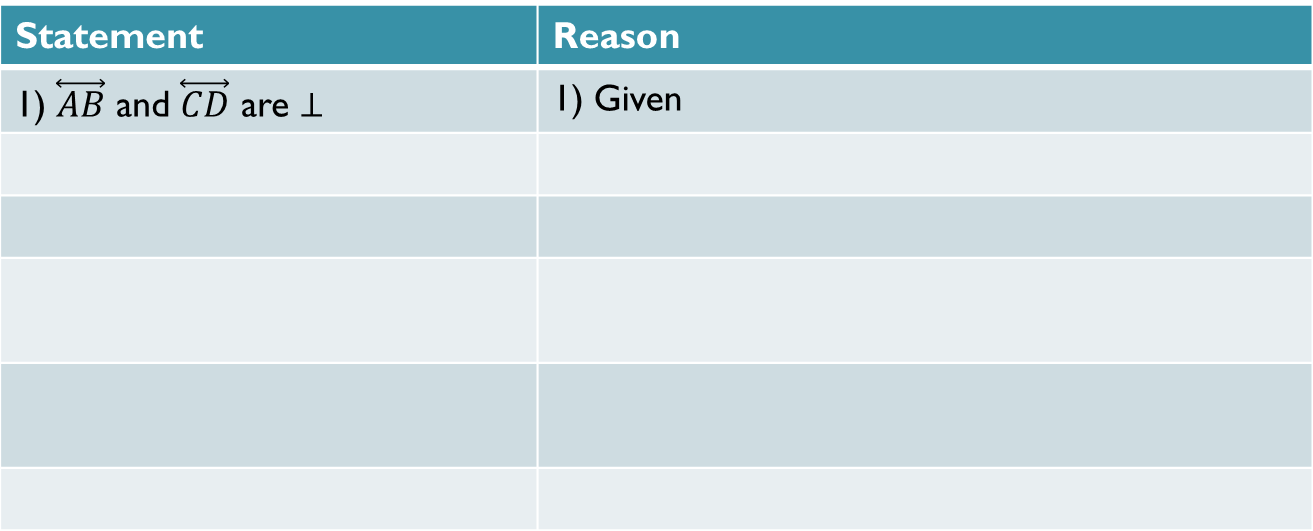 Statement
Reason
1) $\overleftrightarrow{AB}$ and $\overleftrightarrow{CD}$ are ⊥
1) Given